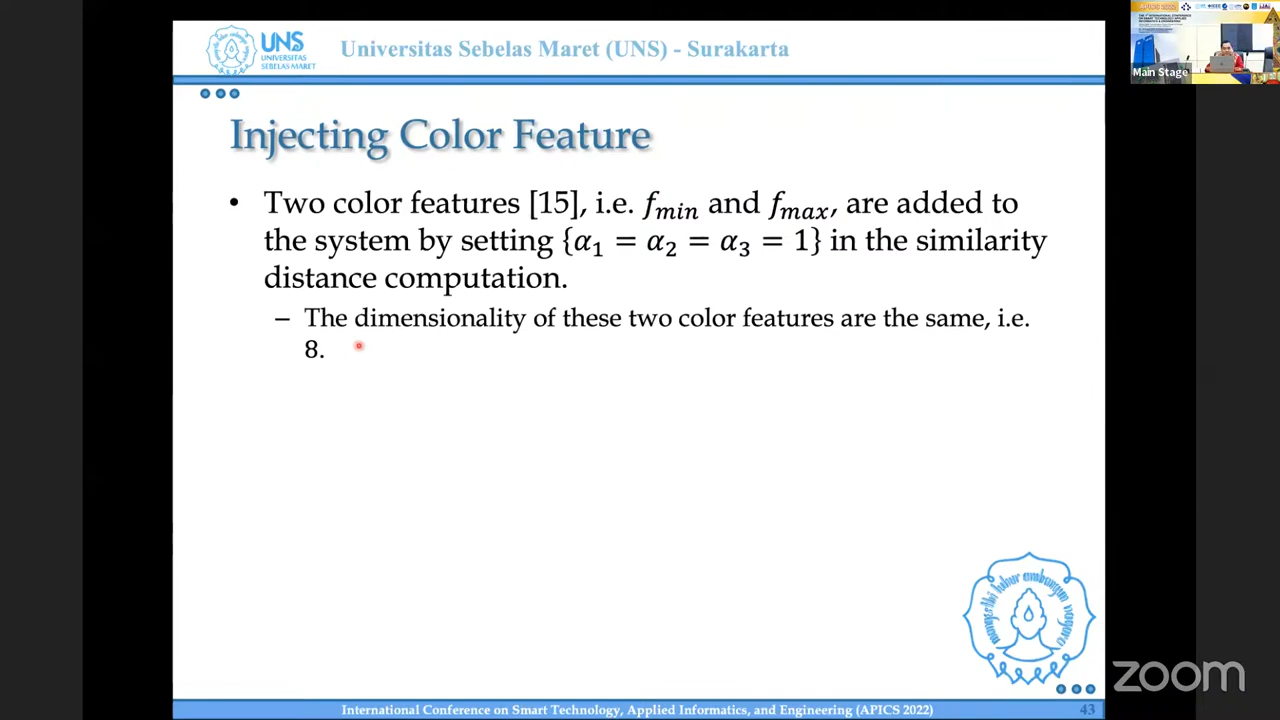 UNS
UNIVERSITAS
SEBELAS MARET
Universitas Sebelas Maret (UNS) - Surakarta
Main Stage
Injecting Color Feature
• Two color features [15], i.e. f_min and f_max, are added to
the system by setting {α₁ = α₂ = α₃ = 1} in the similarity
distance computation.
– The dimensionality of these two color features are the same, i.e.
8.
zoom
International Conference on Smart Technology, Applied Informatics, and Engineering (APICS 2022)
43